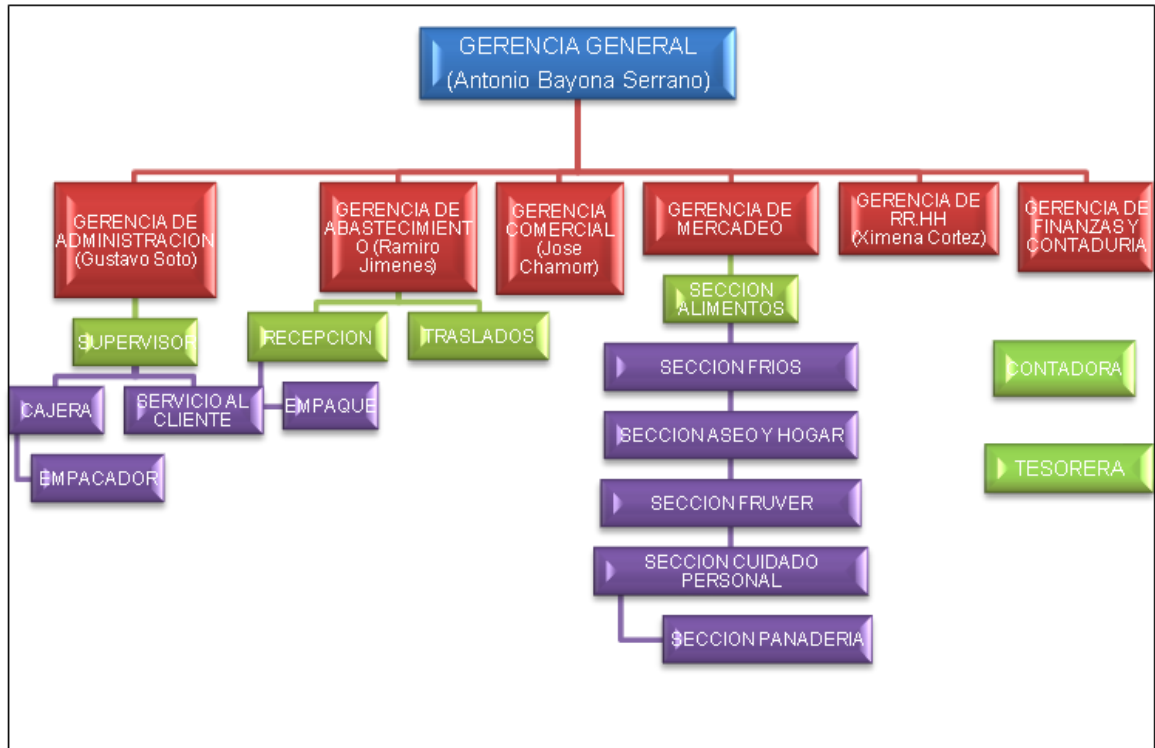 GERENCIA GENERAL
(Antonio Bayona Serrano)
GERENCIA DE
ADMINISTRACION
(Gustavo Soto)
GERENCIA DE
ABASTECIMIENT
O (Ramiro
Jimenes)
GERENCIA
COMERCIAL
(Jose
Chamorr)
GERENCIA DE
MERCADEO
GERENCIA DE
RR.HH
(Ximena Cortez)
GERENCIA DE
FINANZAS Y
CONTADURIA
SUPERVISOR
CAJERA
SERVICIO AL
CLIENTE
EMPACADOR
RECEPCION
TRASLADOS
EMPAQUE
SECCION
ALIMENTOS
SECCION FRIOS
SECCION ASEO Y HOGAR
SECCION FRUVER
SECCION CUIDADO
PERSONAL
SECCION PANADERIA
CONTADORA
TESORERA